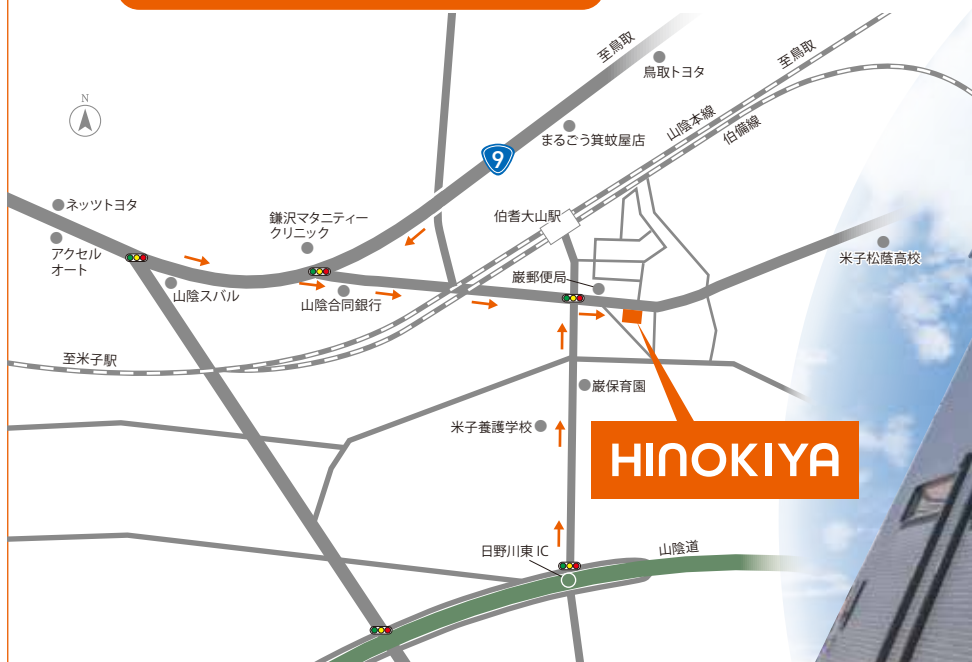 至鳥取
鳥取トヨタ
至鳥取
N
山陰本線
伯備線
まるごう箕蚊屋店
9
ネッツトヨタ
鎌沢マタニティー
クリニック
伯耆大山駅
アクセル
オート
米子松蔭高校
山陰スバル
山陰合同銀行
巌郵便局
至米子駅
巌保育園
米子養護学校
HINOKIYA
日野川東 IC
山陰道